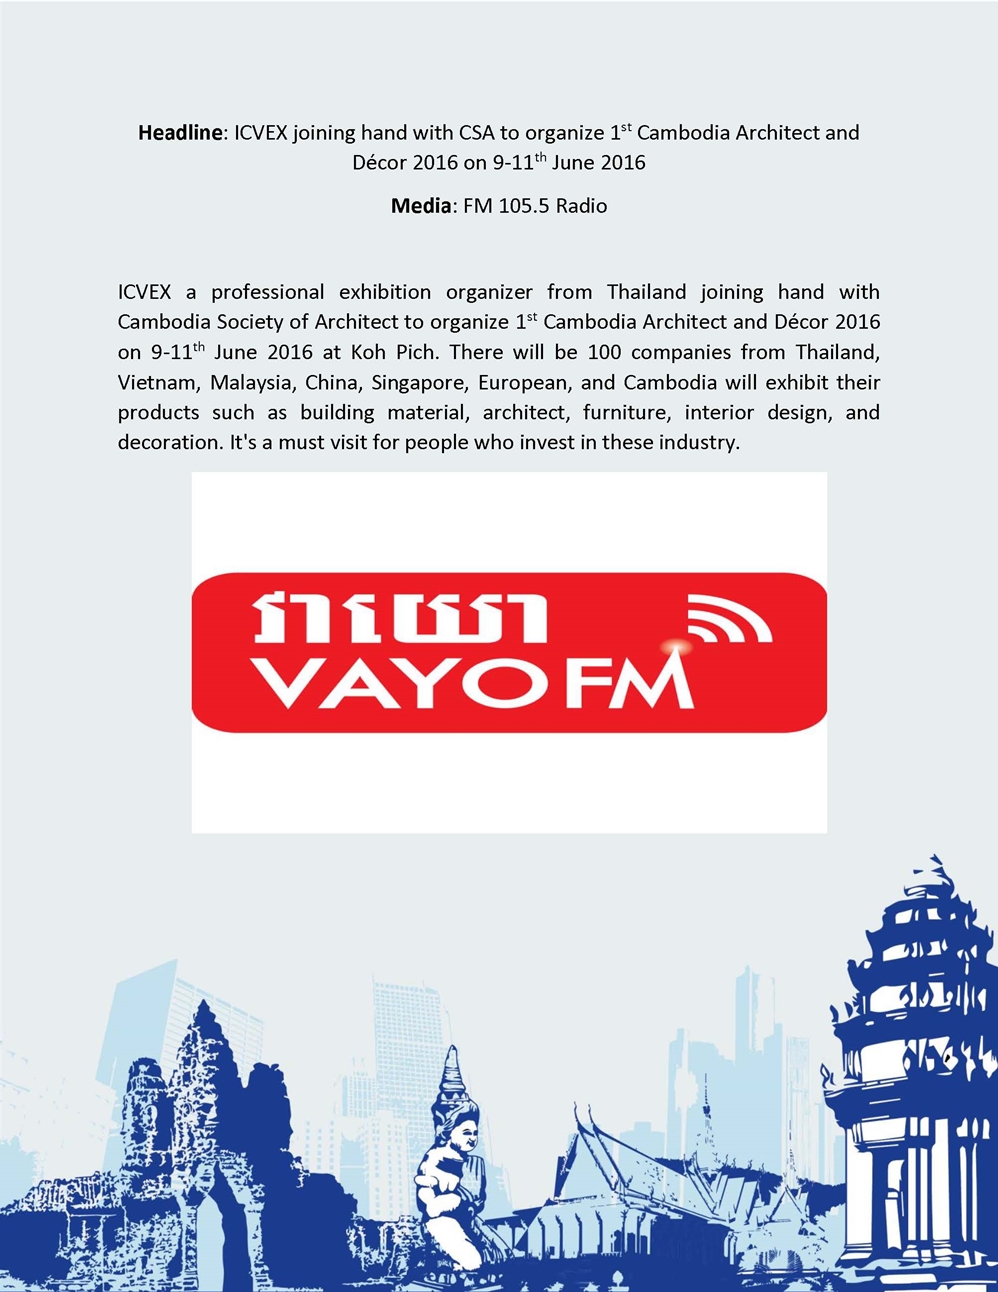 Headline: ICVEX joining hand with CSA to organize 1st Cambodia Architect and
Décor 2016 on 9-11th June 2016
Media: FM 105.5 Radio
ICVEX a professional exhibition organizer from Thailand joining hand with
Cambodia Society of Architect to organize 1st Cambodia Architect and Décor 2016
on 9-11th June 2016 at Koh Pich. There will be 100 companies from Thailand,
Vietnam, Malaysia, China, Singapore, European, and Cambodia will exhibit their
products such as building material, architect, furniture, interior design, and
decoration. It's a must visit for people who invest in these industry.
វាយោ
VAYO FM